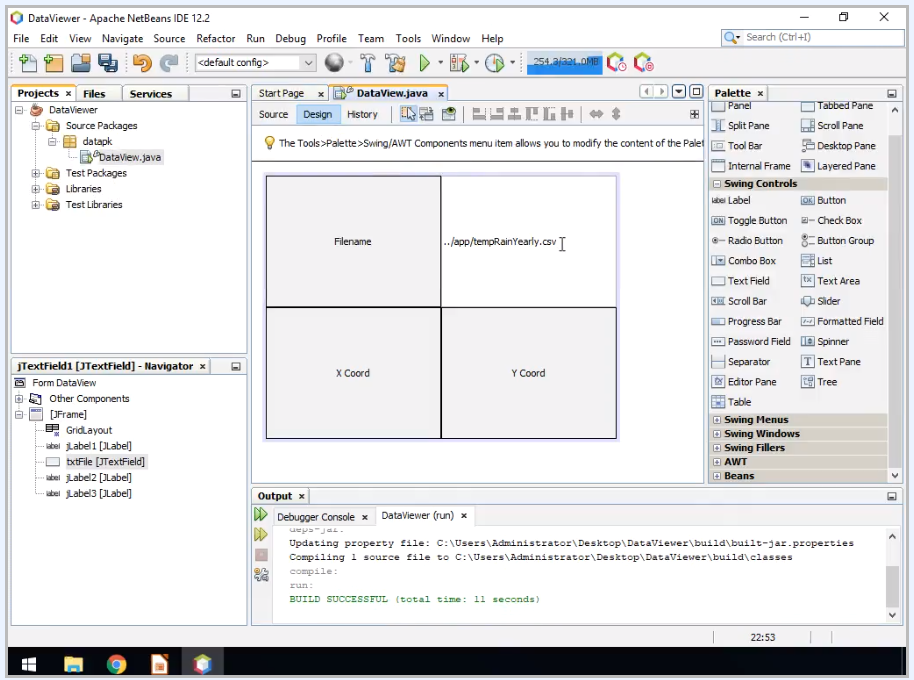 DataViewer - Apache NetBeans IDE 12.2
File Edit View Navigate Source Refactor Run Debug Profile Team Tools Window Help
Search (Ctrl+I)
<default config>
254.3/321.0MB
Projects Files Services
DataViewer
Source Packages
datapk
DataView.java
Test Packages
Libraries
Test Libraries
jTextField1 [JTextField] - Navigator
Form DataView
Other Components
[JFrame]
GridLayout
jLabel1 [JLabel]
txtFile [JTextField]
jLabel2 [JLabel]
jLabel3 [JLabel]
Start Page DataView.java
Source Design History
The Tools>Palette>Swing/AWT Components menu item allows you to modify the content of the Palet
Filename
../app/tempRainYearly.csv
X Coord
Y Coord
Palette
Panel Tabbed Pane
Split Pane Scroll Pane
Tool Bar Desktop Pane
Internal Frame Layered Pane
Swing Controls
label Label OK Button
ON Toggle Button Check Box
Radio Button Button Group
Combo Box List
Text Field Text Area
Scroll Bar Slider
Progress Bar Formatted Field
Password Field Spinner
Separator Text Pane
Editor Pane Tree
Table
Swing Menus
Swing Windows
Swing Fillers
AWT
Beans
Output
Debugger Console DataViewer (run)
deps-jar:
Updating property file: C:\Users\Administrator\Desktop\DataViewer\build\built-jar.properties
Compiling 1 source file to C:\Users\Administrator\Desktop\DataViewer\build\classes
compile:
run:
BUILD SUCCESSFUL (total time: 11 seconds)
22:53